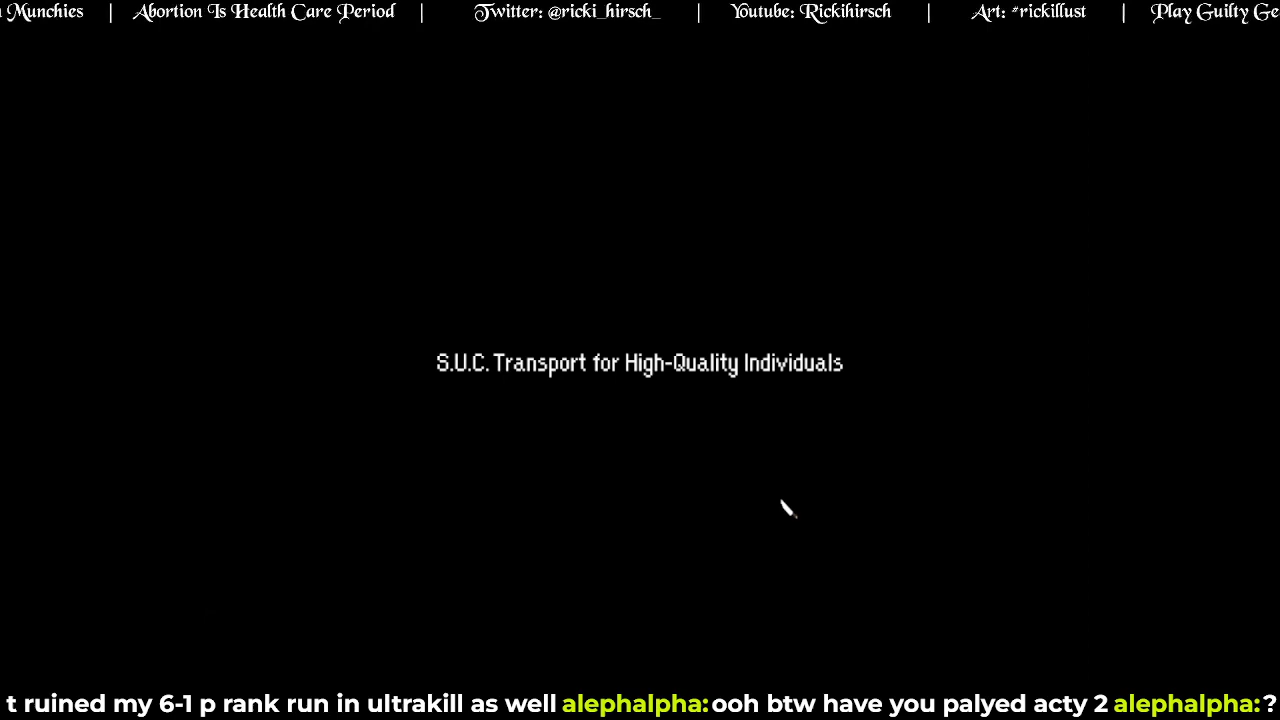 Munchies | Abortion Is Health Care Period | Twitter: @ricki_hirsch_ | Youtube: Rickihirsch | Art: #rickillust | Play Guilty Ge
S.U.C. Transport for High-Quality Individuals
t ruined my 6-1 p rank run in ultrakill as well alephalpha: ooh btw have you palyed acty 2 alephalpha: ?